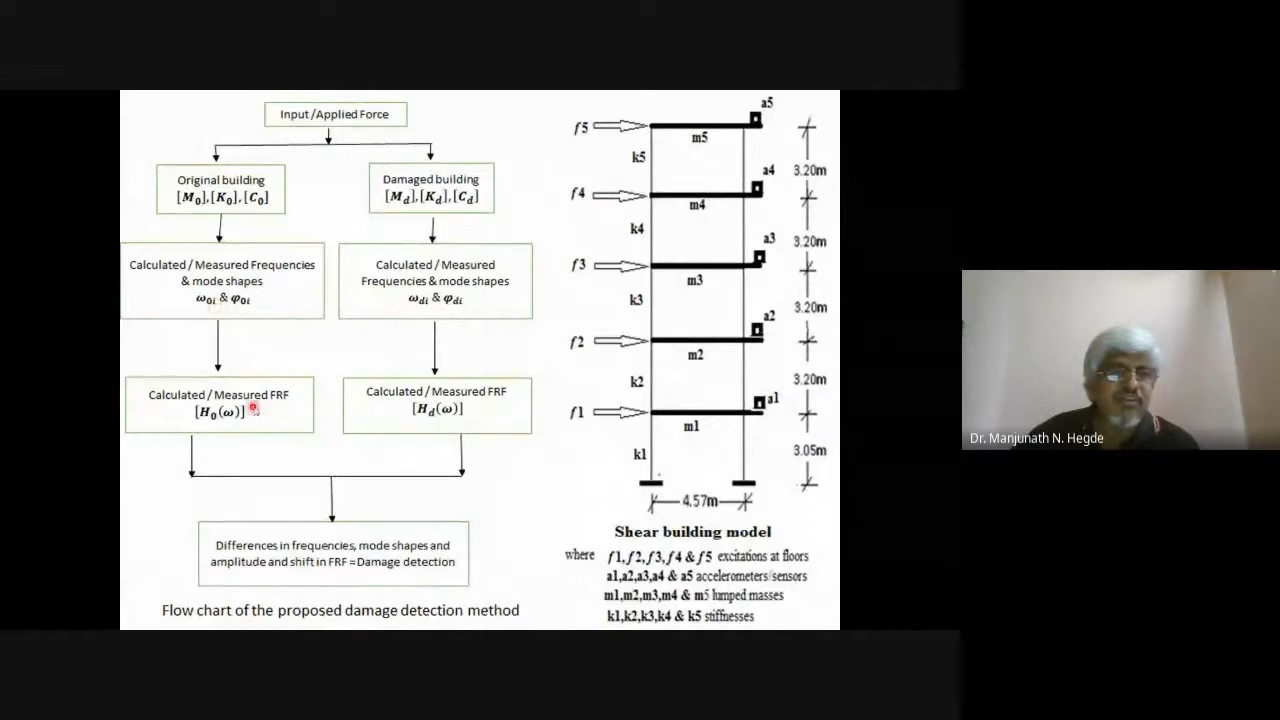 Input /Applied Force
Original building
[M₀],[K₀],[C₀]
Damaged building
[M_d],[K_d],[C_d]
Calculated / Measured Frequencies
& mode shapes
ω₀ᵢ & φ₀ᵢ
Calculated / Measured
Frequencies & mode shapes
ω_di & φ_di
Calculated / Measured FRF
[H₀(ω)]
Calculated / Measured FRF
[H_d(ω)]
Differences in frequencies, mode shapes and
amplitude and shift in FRF = Damage detection
Flow chart of the proposed damage detection method
a5
f5
m5
k5
3.20m
a4
f4
m4
k4
3.20m
a3
f3
m3
k3
3.20m
a2
f2
m2
k2
3.20m
a1
f1
m1
k1
3.05m
4.57m
Shear building model
where f1,f2,f3,f4 & f5 excitations at floors
a1,a2,a3,a4 & a5 accelerometers/sensors
m1,m2,m3,m4 & m5 lumped masses
k1,k2,k3,k4 & k5 stiffnesses
Dr. Manjunath N. Hegde